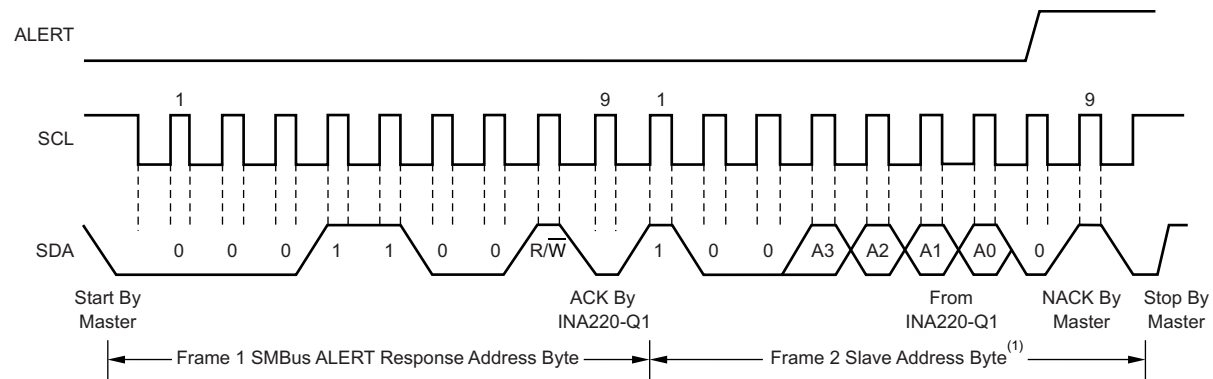 ALERT
1 9 1 9
SCL
SDA 0 0 0 1 1 0 0 R/W̅ 1 0 0 A3 A2 A1 A0 0
Start By Master
ACK By INA220-Q1
From INA220-Q1
NACK By Master
Stop By Master
Frame 1 SMBus ALERT Response Address Byte
Frame 2 Slave Address Byte(1)